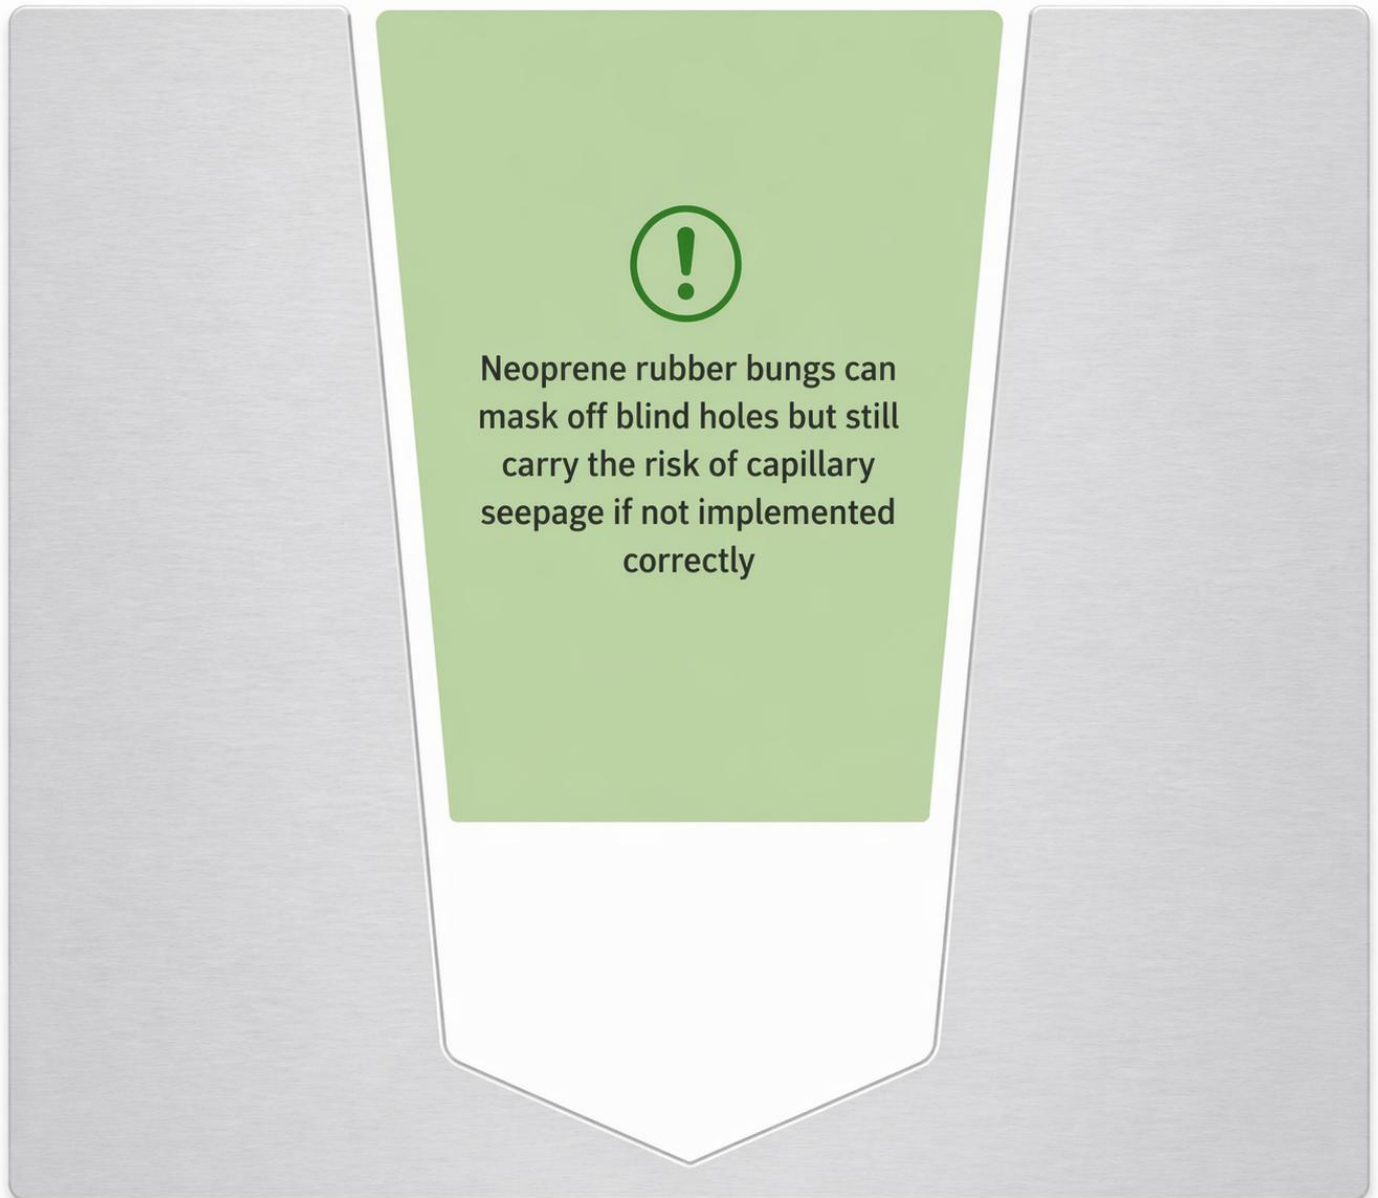 Neoprene rubber bungs can
mask off blind holes but still
carry the risk of capillary
seepage if not implemented
correctly